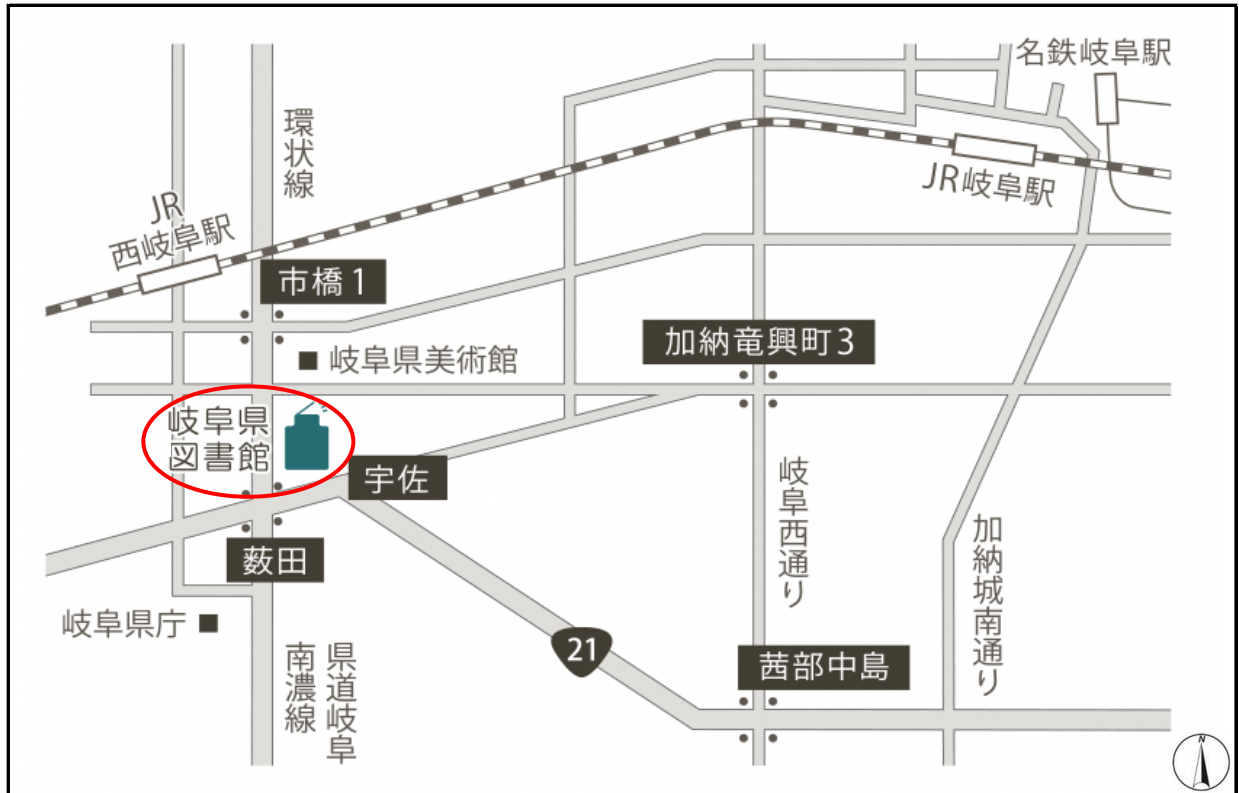 名鉄岐阜駅
環状線
JR岐阜駅
JR
西岐阜駅
市橋1
加納竜興町3
岐阜県美術館
岐阜県
図書館
宇佐
岐阜西通り
加納城南通り
薮田
岐阜県庁
21
県道岐阜
南濃線
茜部中島
N